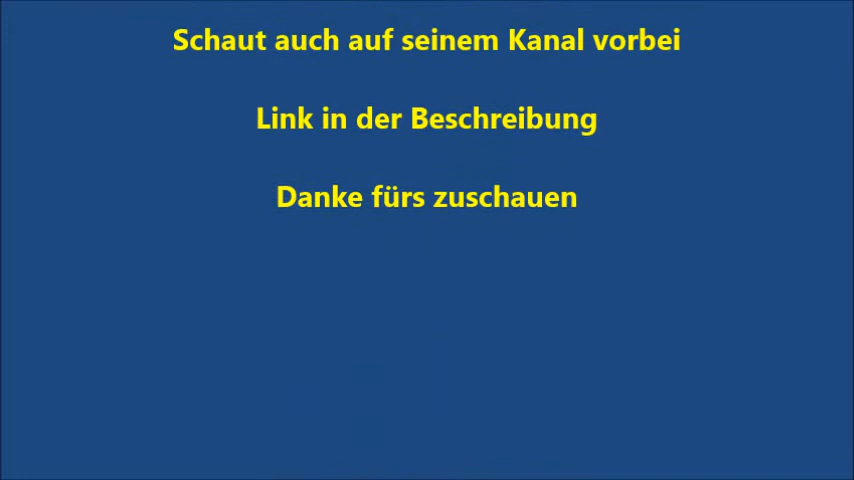 Schaut auch auf seinem Kanal vorbei
Link in der Beschreibung
Danke fürs zuschauen